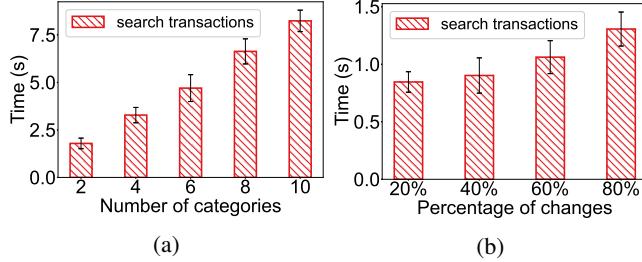 7.5
5.0
2.5
0.0
Time (s)
search transactions
2 4 6 8 10
Number of categories
(a)
1.5
1.0
0.5
0.0
Time (s)
search transactions
20% 40% 60% 80%
Percentage of changes
(b)